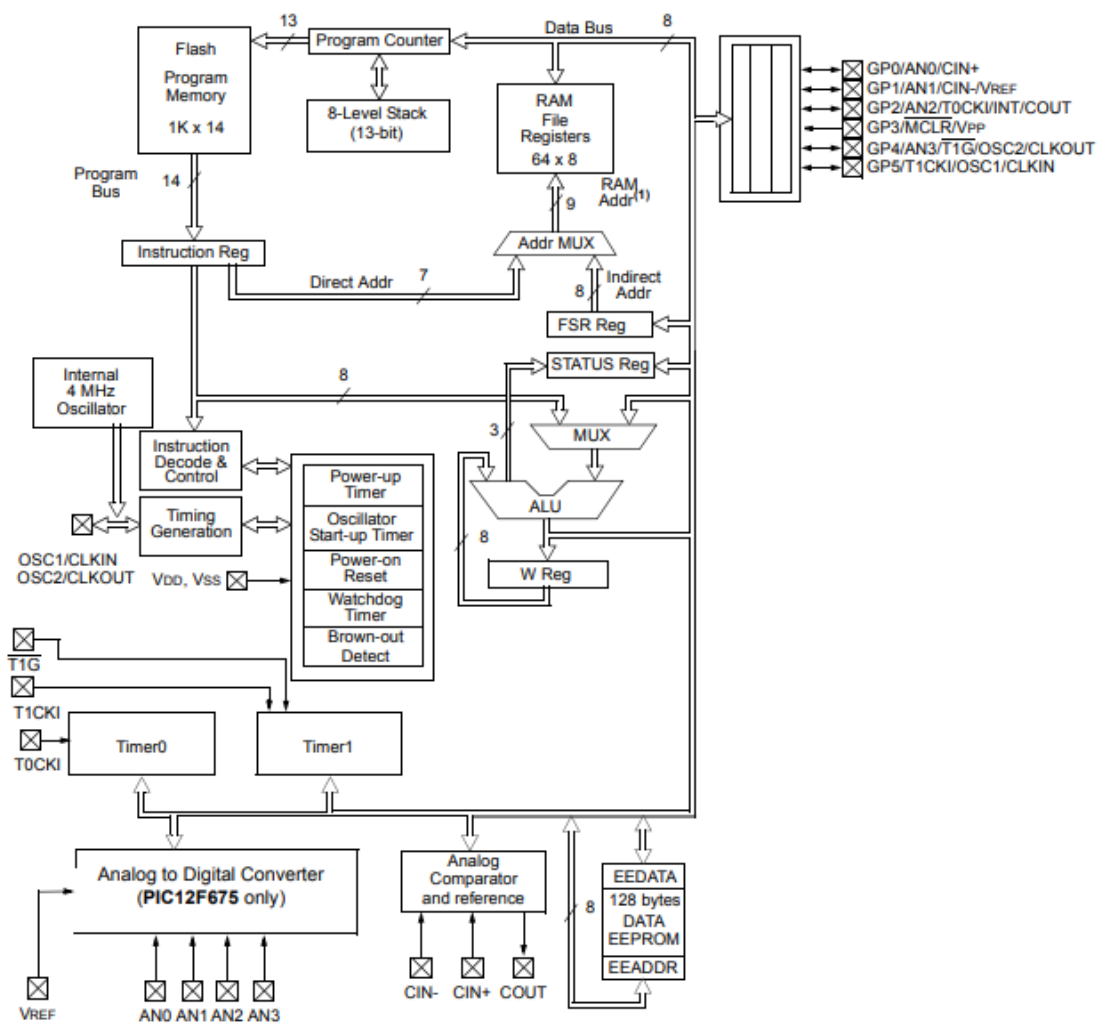 13
Program Counter
Data Bus
8
Flash
Program
Memory
1K x 14
8-Level Stack
(13-bit)
RAM
File
Registers
64 x 8
GP0/AN0/CIN+
GP1/AN1/CIN-/VREF
GP2/AN2/T0CKI/INT/COUT
GP3/MCLR/VPP
GP4/AN3/T1G/OSC2/CLKOUT
GP5/T1CKI/OSC1/CLKIN
Program
Bus
14
RAM
Addr(1)
9
Addr MUX
Instruction Reg
Direct Addr
7
8
Indirect
Addr
FSR Reg
STATUS Reg
Internal
4 MHz
Oscillator
8
3
MUX
Instruction
Decode &
Control
Power-up
Timer
ALU
Timing
Generation
Oscillator
Start-up Timer
8
OSC1/CLKIN
OSC2/CLKOUT
VDD, VSS
Power-on
Reset
W Reg
Watchdog
Timer
Brown-out
Detect
T1G
T1CKI
T0CKI
Timer0
Timer1
Analog to Digital Converter
(PIC12F675 only)
Analog
Comparator
and reference
8
EEDATA
128 bytes
DATA
EEPROM
EEADDR
CIN-
CIN+
COUT
VREF
AN0 AN1 AN2 AN3